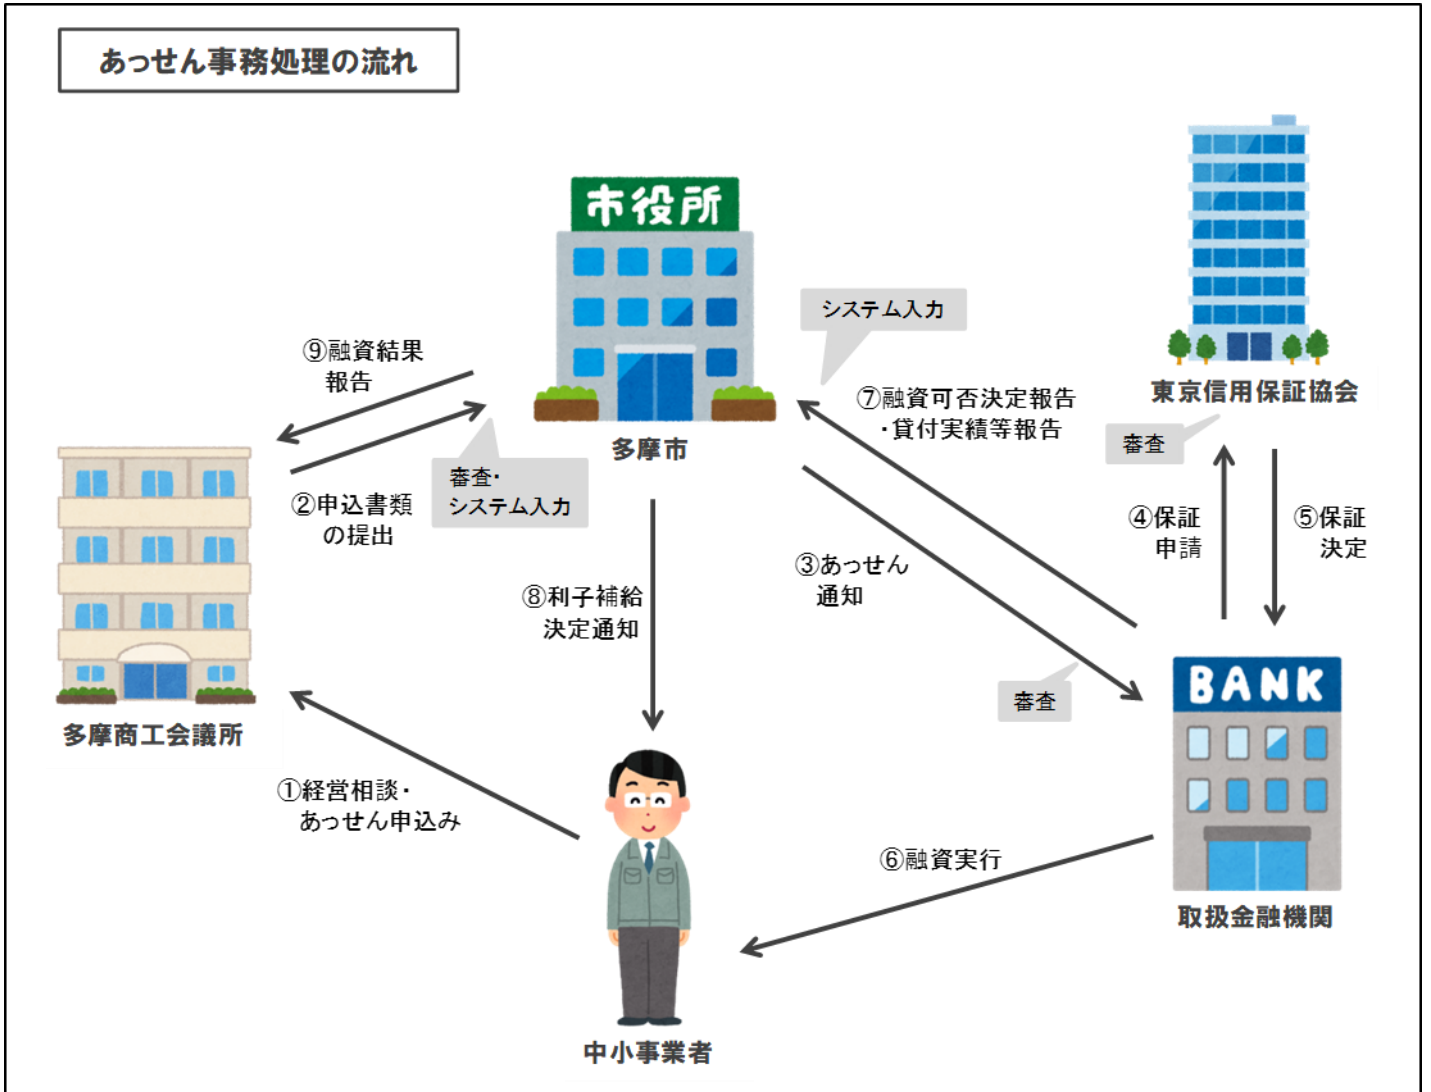 あっせん事務処理の流れ
市役所
システム入力
⑨融資結果
報告
⑦融資可否決定報告
・貸付実績等報告
東京信用保証協会
審査
多摩市
審査・
システム入力
②申込書類
の提出
④保証
申請
⑤保証
決定
③あっせん
通知
⑧利子補給
決定通知
審査
BANK
多摩商工会議所
①経営相談・
あっせん申込み
⑥融資実行
取扱金融機関
中小事業者